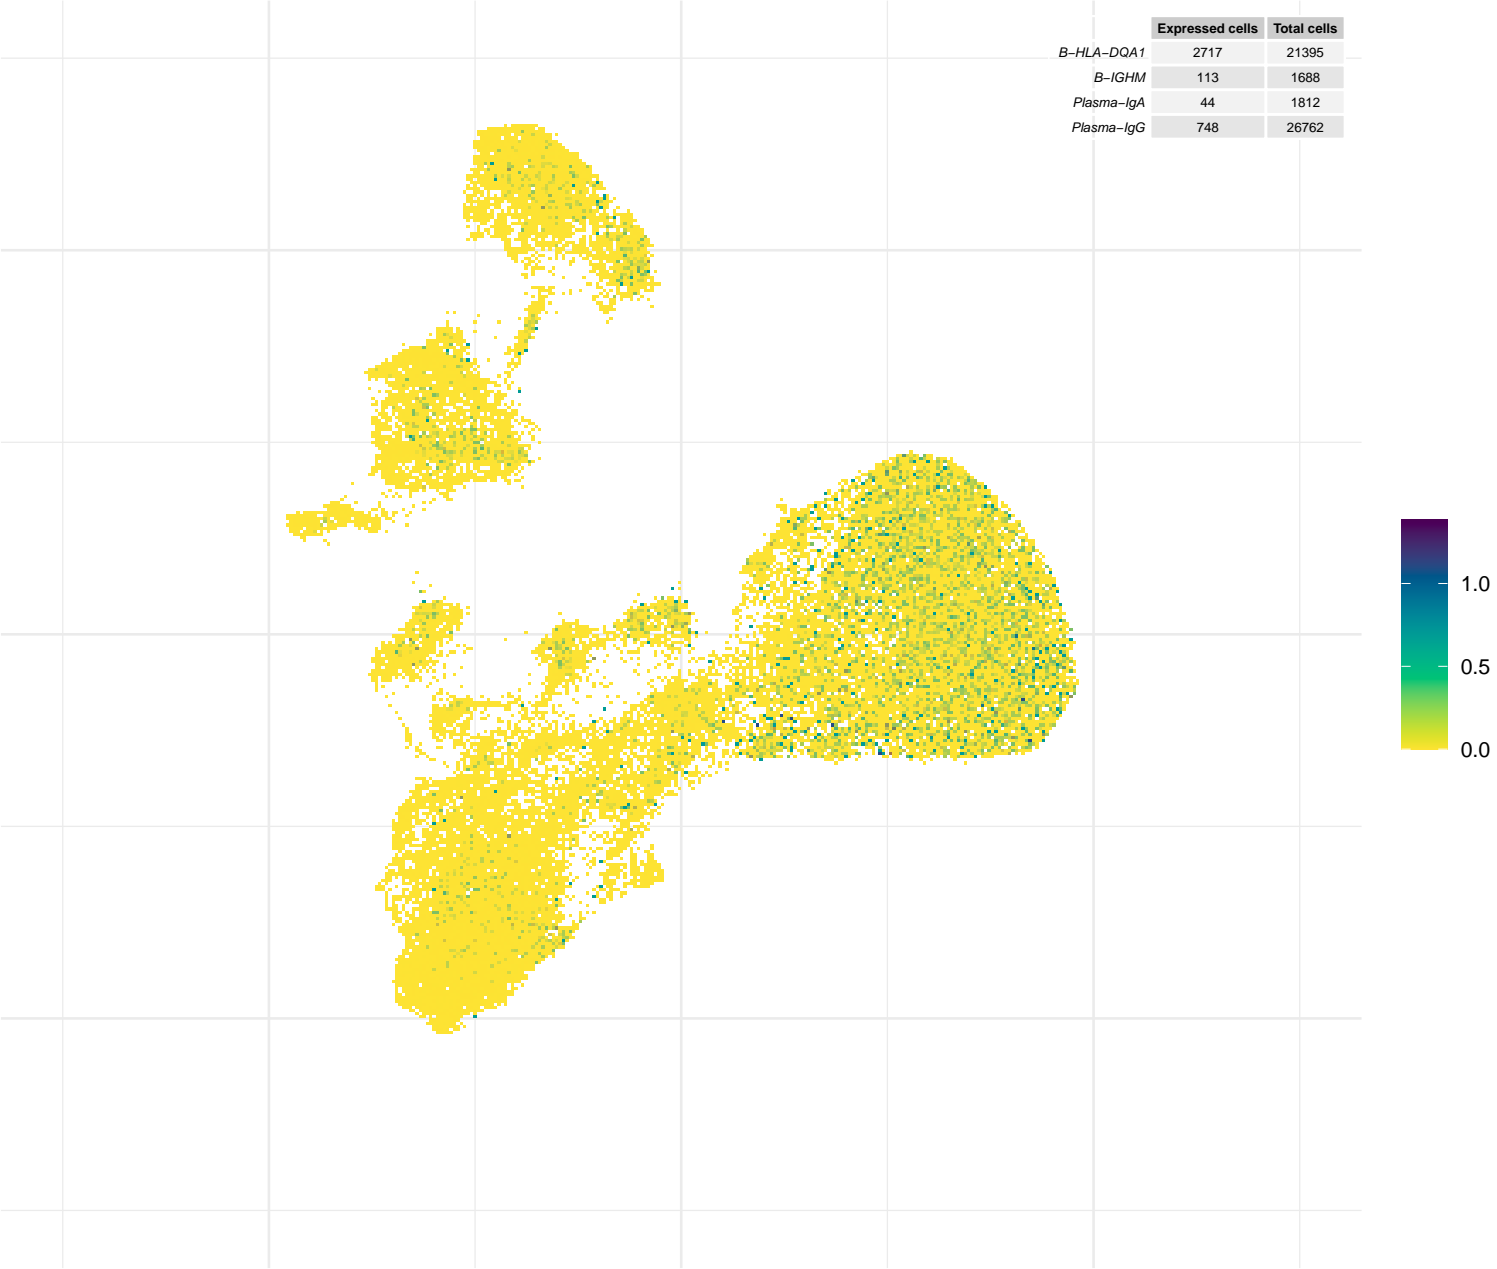 Expressed cells Total cells
B−HLA−DQA1 2717 21395
B−IGHM 113 1688
Plasma−IgA 44 1812
Plasma−IgG 748 26762
1.0
0.5
0.0